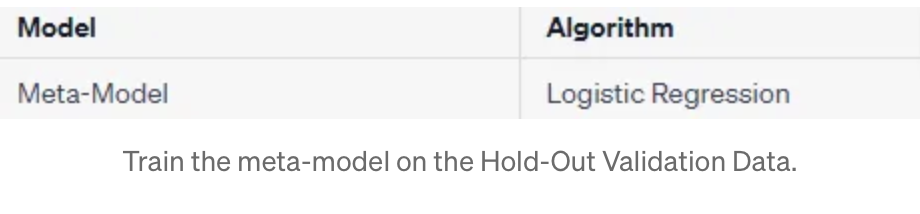 Model Algorithm
Meta-Model Logistic Regression
Train the meta-model on the Hold-Out Validation Data.